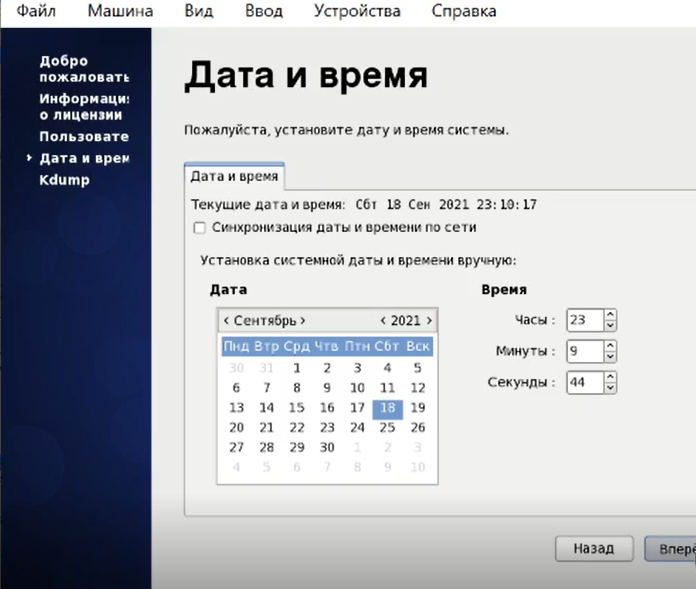 Файл Машина Вид Ввод Устройства Справка
Добро
пожаловать
Информация
о лицензии
Пользовате
Дата и врем
Kdump
Дата и время
Пожалуйста, установите дату и время системы.
Дата и время
Текущие дата и время: Сбт 18 Сен 2021 23:10:17
Синхронизация даты и времени по сети
Установка системной даты и времени вручную:
Дата
< Сентябрь > < 2021 >
Пнд Втр Срд Чтв Птн Сбт Вск
30 31 1 2 3 4 5
6 7 8 9 10 11 12
13 14 15 16 17 18 19
20 21 22 23 24 25 26
27 28 29 30 1 2 3
4 5 6 7 8 9 10
Время
Часы : 23
Минуты : 9
Секунды : 44
Назад Вперё